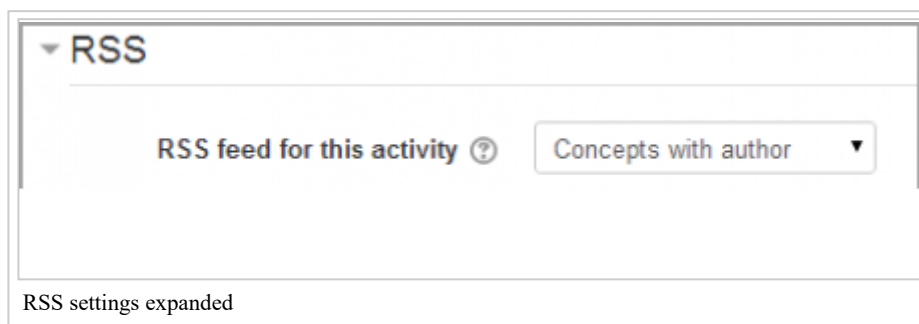 RSS
RSS feed for this activity Concepts with author
RSS settings expanded